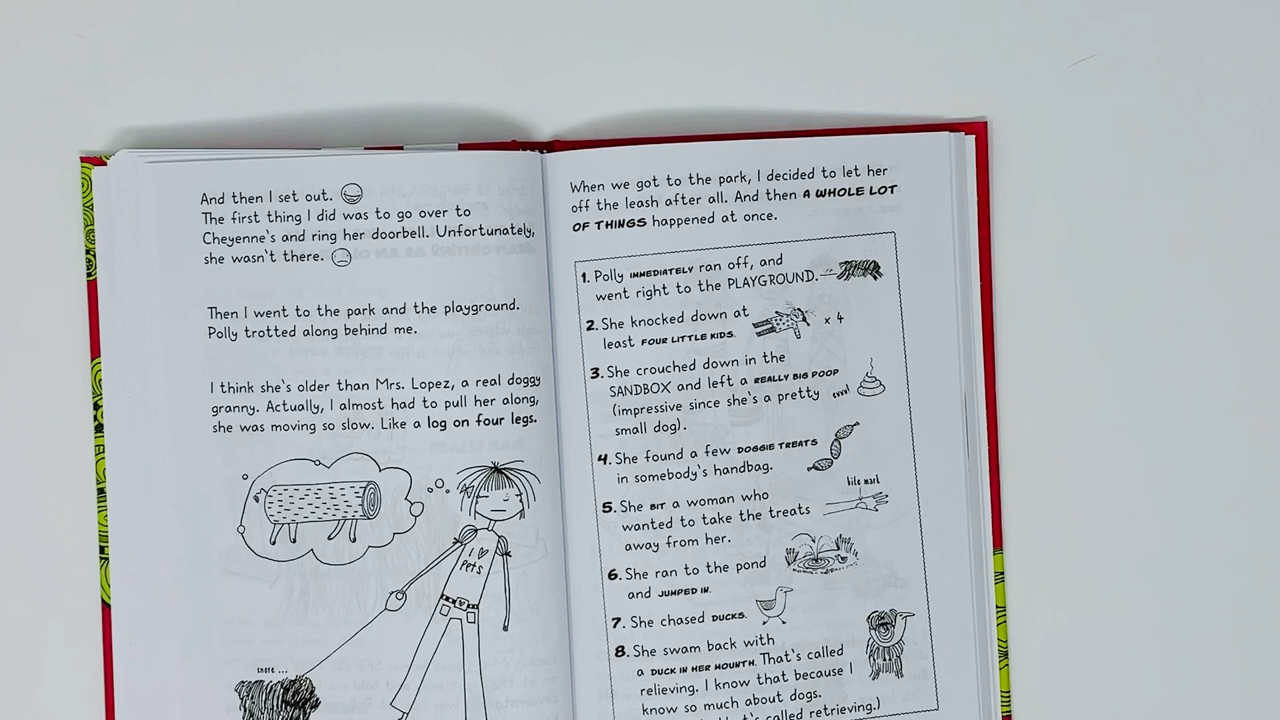 And then I set out.
The first thing I did was to go over to
Cheyenne's and ring her doorbell. Unfortunately,
she wasn't there.
Then I went to the park and the playground.
Polly trotted along behind me.
I think she's older than Mrs. Lopez, a real doggy
granny. Actually, I almost had to pull her along,
she was moving so slow. Like a log on four legs.
I
Pets
snore ...
When we got to the park, I decided to let her
off the leash after all. And then A WHOLE LOT
OF THINGS happened at once.
1. Polly IMMEDIATELY ran off, and
went right to the PLAYGROUND.
2. She knocked down at
least FOUR LITTLE KIDS.
x 4
3. She crouched down in the
SANDBOX and left a REALLY BIG POOP
(impressive since she's a pretty
small dog).
4. She found a few DOGGIE TREATS
in somebody's handbag.
bite mark
5. She BIT a woman who
wanted to take the treats
away from her.
6. She ran to the pond
and JUMPED IN.
7. She chased DUCKS.
8. She swam back with
a DUCK IN HER MOUNTH. That's called
relieving. I know that because I
know so much about dogs.
that's called retrieving.)